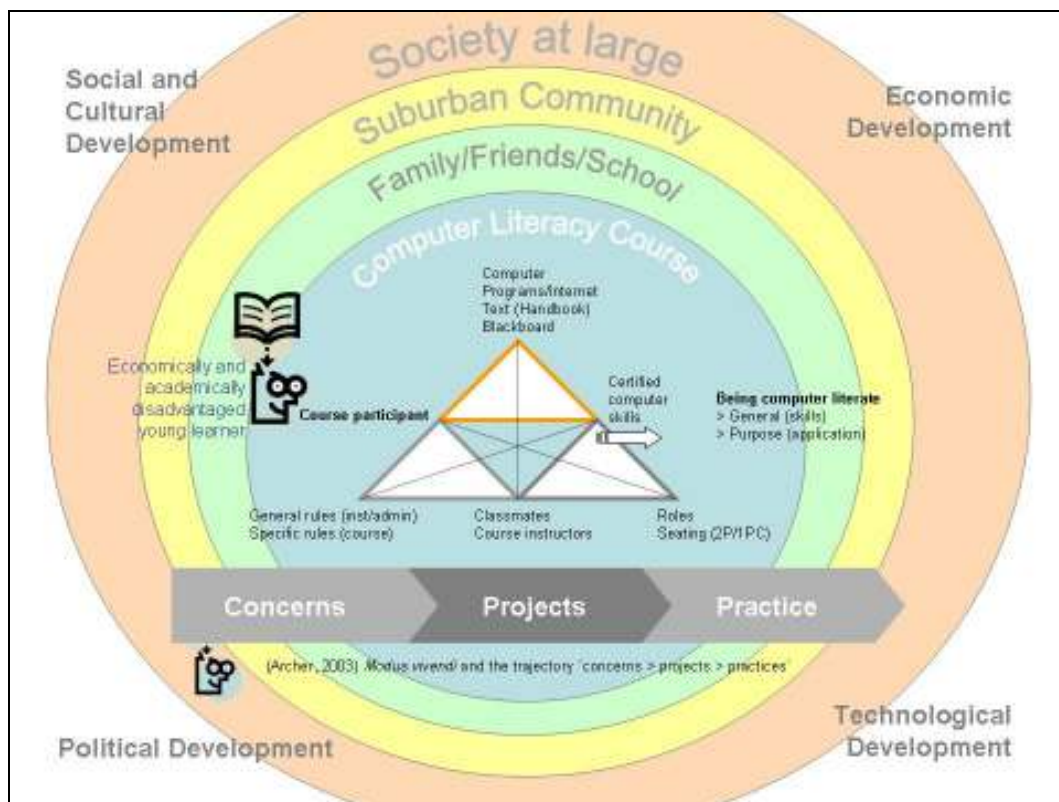 Society at large
Social and
Cultural
Development
Economic
Development
Suburban Community
Family/Friends/School
Computer Literacy Course
Computer
Programs/Internet
Text (Handbook)
Blackboard
Economically and
academically
disadvantaged
young learner
Course participant
Certified
computer
skills
Being computer literate
> General (skills)
> Purpose (application)
General rules (inst/admin)
Specific rules (course)
Classmates
Course instructors
Roles
Seating (2P/1PC)
Concerns
Projects
Practice
(Archer, 2003) Modus vivendi and the trajectory 'concerns > projects > practices'
Political Development
Technological
Development